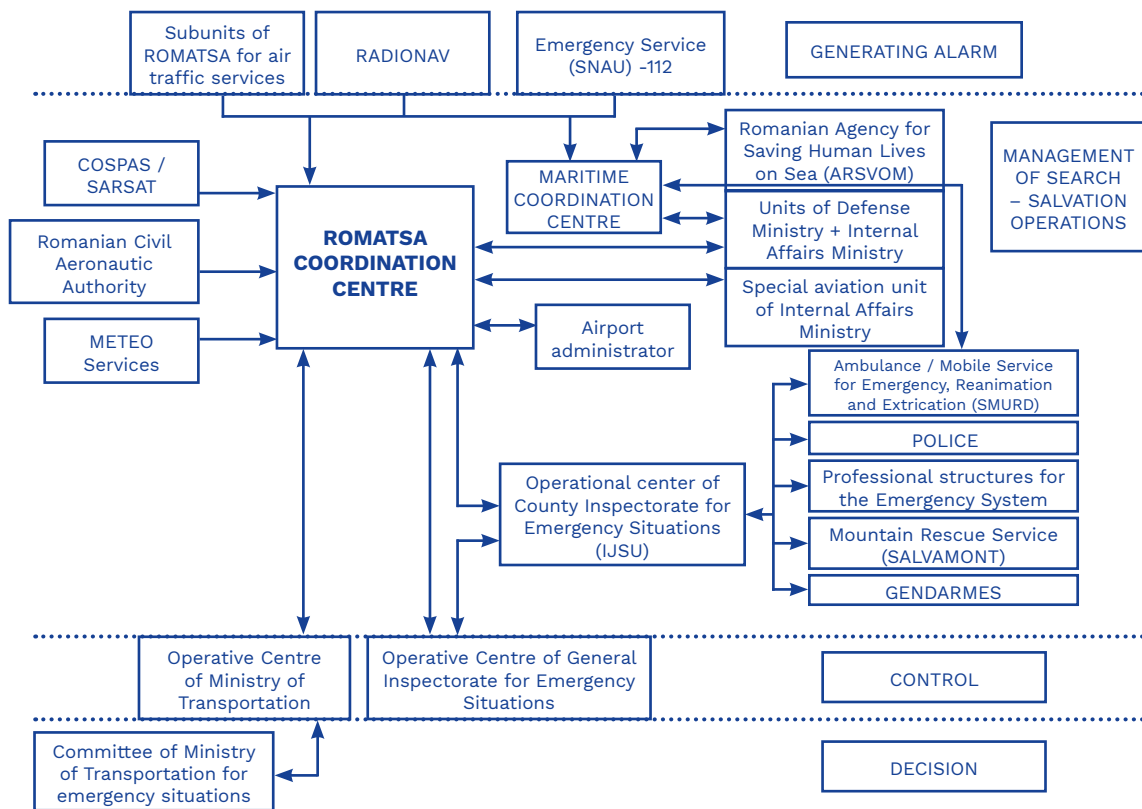 Subunits of
ROMATSA for air
traffic services
RADIONAV
Emergency Service
(SNAU) -112
GENERATING ALARM
COSPAS /
SARSAT
Romanian Civil
Aeronautic
Authority
METEO
Services
ROMATSA
COORDINATION
CENTRE
MARITIME
COORDINATION
CENTRE
Romanian Agency for
Saving Human Lives
on Sea (ARSVOM)
Units of Defense
Ministry + Internal
Affairs Ministry
Special aviation unit
of Internal Affairs
Ministry
MANAGEMENT
OF SEARCH
– SALVATION
OPERATIONS
Airport
administrator
Ambulance / Mobile Service
for Emergency, Reanimation
and Extrication (SMURD)
POLICE
Professional structures for
the Emergency System
Mountain Rescue Service
(SALVAMONT)
GENDARMES
Operational center of
County Inspectorate for
Emergency Situations
(IJSU)
Operative Centre
of Ministry of
Transportation
Operative Centre of General
Inspectorate for Emergency
Situations
CONTROL
Committee of Ministry
of Transportation for
emergency situations
DECISION